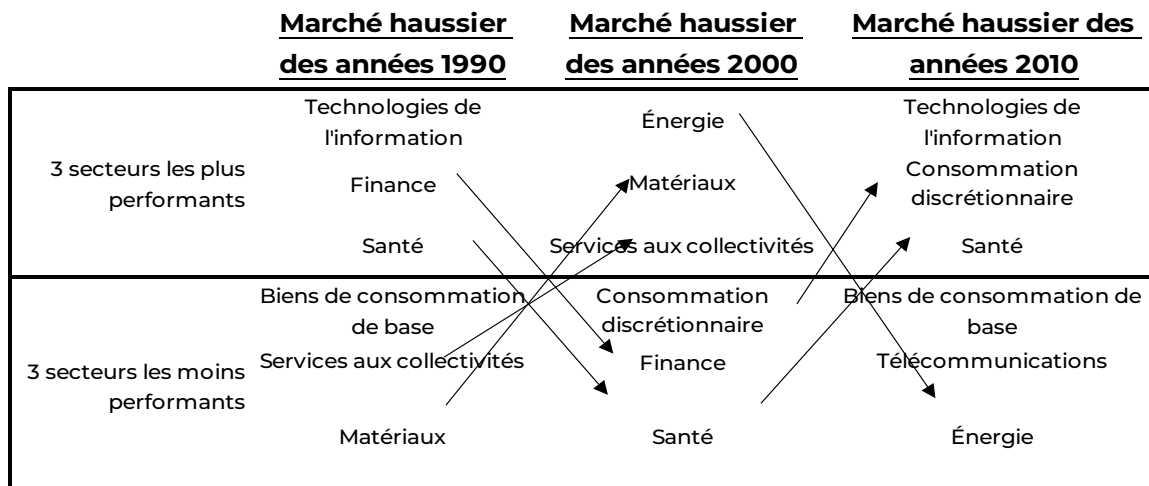 Marché haussier
des années 1990
Marché haussier
des années 2000
Marché haussier des
années 2010
3 secteurs les plus
performants
Technologies de
l'information
Finance
Santé
Énergie
Matériaux
Services aux collectivités
Technologies de
l'information
Consommation
discrétionnaire
Santé
3 secteurs les moins
performants
Biens de consommation
de base
Services aux collectivités
Matériaux
Consommation
discrétionnaire
Finance
Santé
Biens de consommation de
base
Télécommunications
Énergie